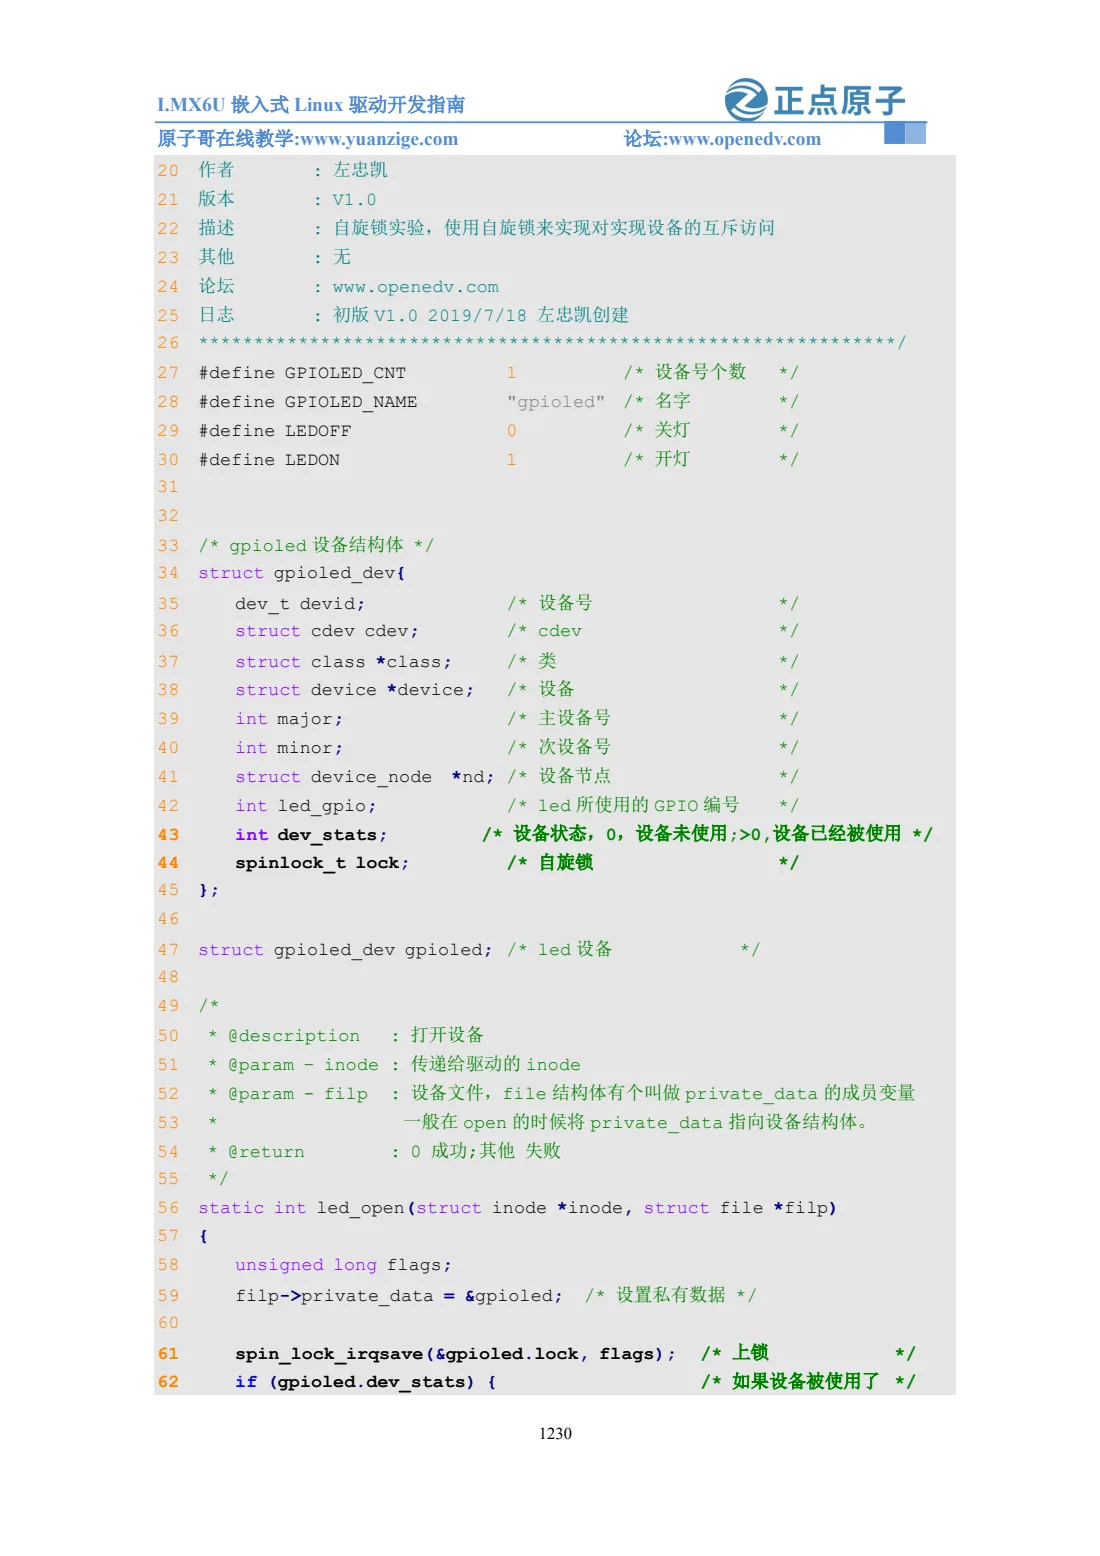 I.MX6U 嵌入式 Linux 驱动开发指南
正点原子
原子哥在线教学:www.yuanzige.com 论坛:www.openedv.com
20 作者 : 左忠凯
21 版本 : V1.0
22 描述 : 自旋锁实验，使用自旋锁来实现对实现设备的互斥访问
23 其他 : 无
24 论坛 : www.openedv.com
25 日志 : 初版 V1.0 2019/7/18 左忠凯创建
26 ***************************************************************/
27 #define GPIOLED_CNT 1 /* 设备号个数 */
28 #define GPIOLED_NAME "gpioled" /* 名字 */
29 #define LEDOFF 0 /* 关灯 */
30 #define LEDON 1 /* 开灯 */
31
32
33 /* gpioled 设备结构体 */
34 struct gpioled_dev{
35 dev_t devid; /* 设备号 */
36 struct cdev cdev; /* cdev */
37 struct class *class; /* 类 */
38 struct device *device; /* 设备 */
39 int major; /* 主设备号 */
40 int minor; /* 次设备号 */
41 struct device_node *nd; /* 设备节点 */
42 int led_gpio; /* led 所使用的 GPIO 编号 */
43 int dev_stats; /* 设备状态，0，设备未使用;>0,设备已经被使用 */
44 spinlock_t lock; /* 自旋锁 */
45 };
46
47 struct gpioled_dev gpioled; /* led 设备 */
48
49 /*
50 * @description : 打开设备
51 * @param – inode : 传递给驱动的 inode
52 * @param - filp : 设备文件，file 结构体有个叫做 private_data 的成员变量
53 * 一般在 open 的时候将 private_data 指向设备结构体。
54 * @return : 0 成功;其他 失败
55 */
56 static int led_open(struct inode *inode, struct file *filp)
57 {
58 unsigned long flags;
59 filp->private_data = &gpioled; /* 设置私有数据 */
60
61 spin_lock_irqsave(&gpioled.lock, flags); /* 上锁 */
62 if (gpioled.dev_stats) { /* 如果设备被使用了 */
1230